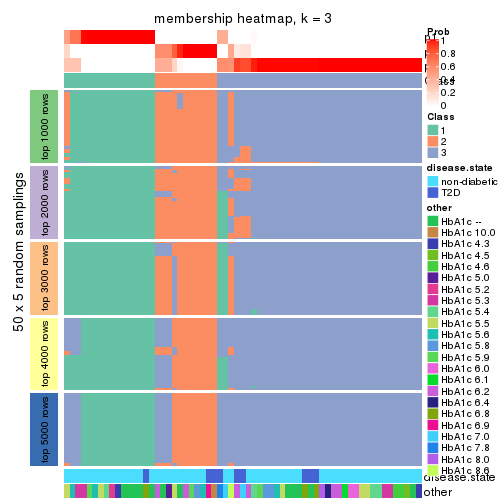 membership heatmap, k = 3
Prob
1
0.8
0.6
0.4
0.2
0
Class
1
2
3
disease.state
non-diabetic
T2D
other
HbA1c --
HbA1c 10.0
HbA1c 4.3
HbA1c 4.5
HbA1c 4.6
HbA1c 5.0
HbA1c 5.2
HbA1c 5.3
HbA1c 5.4
HbA1c 5.5
HbA1c 5.6
HbA1c 5.8
HbA1c 5.9
HbA1c 6.0
HbA1c 6.1
HbA1c 6.2
HbA1c 6.4
HbA1c 6.8
HbA1c 6.9
HbA1c 7.0
HbA1c 7.8
HbA1c 8.0
HbA1c 8.6
50 x 5 random samplings
top 1000 rows
top 2000 rows
top 3000 rows
top 4000 rows
top 5000 rows
disease.state
other